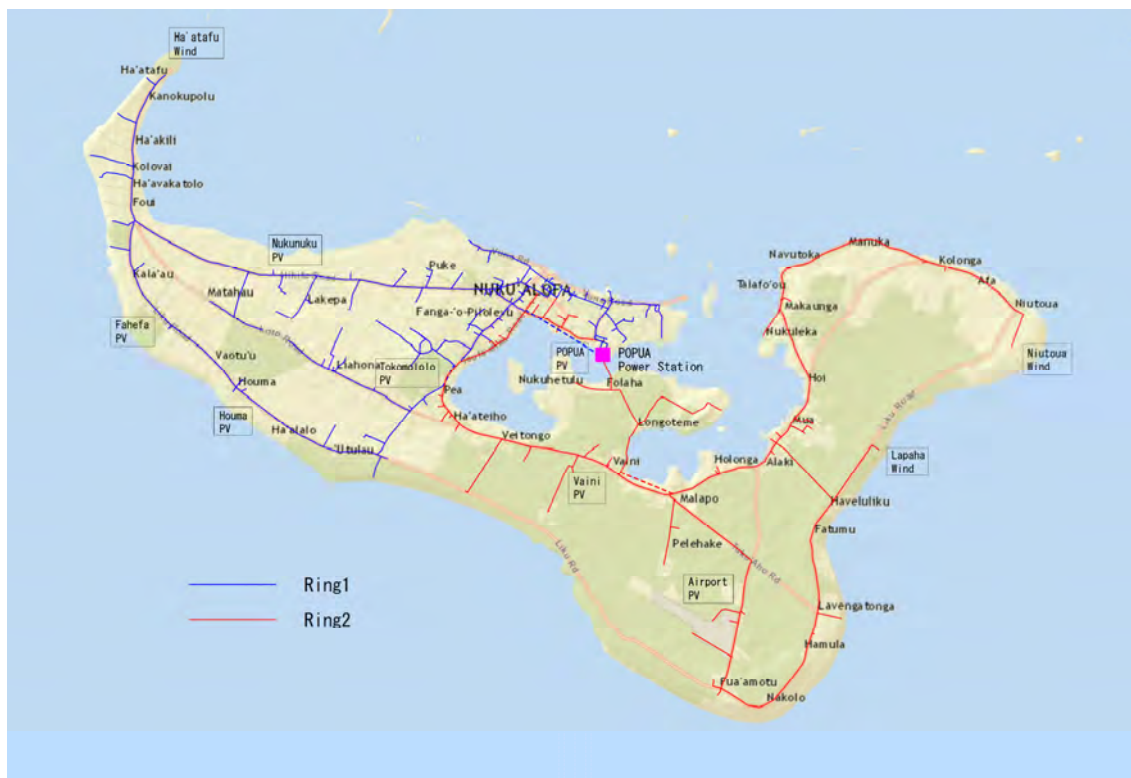 Ha'atafu
Wind
Ha'atafu
Kanokupolu
Ha'akili
Kolovai
Ha'avakatolo
Foui
Nukunuku
PV
Kala'au
Matahau
Lakepa
Puke
NUKU'ALOFA
Fahefa
PV
Vaotu'u
Houma
Houma
PV
Ha'alalo
'Utulau
Liahona
Tokomololo
PV
Pea
Ha'ateiho
Veitongo
POPUA
PV
POPUA
Power Station
Nukuhetulu
Folaha
Longoteme
Vaini
Vaini
PV
Holonga
Alaki
Malapo
Pelehake
Airport
PV
Fua'amotu
Nakolo
Hamula
Lavengatonga
Fatumu
Haveluliku
Lapaha
Wind
Mua
Hoi
Nukuleka
Makaunga
Talafo'ou
Navutoka
Manuka
Kolonga
Afa
Niutoua
Niutoua
Wind
Liku Rd
Ring1
Ring2